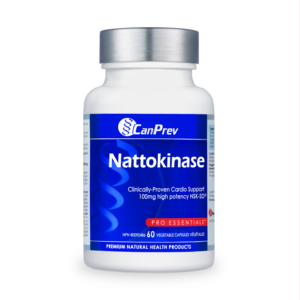 CanPrev
Nattokinase
Clinically-Proven Cardio Support
100mg high potency NSK-SD®
PRO ESSENTIALS
60 VEGETABLE CAPSULES VÉGÉTALES
PREMIUM NATURAL HEALTH PRODUCTS